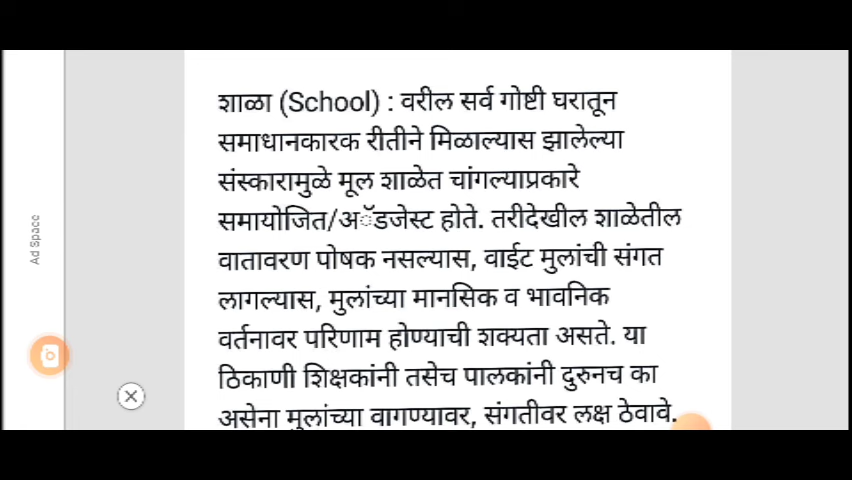 शाळा (School) : वरील सर्व गोष्टी घरातून
समाधानकारक रीतीने मिळाल्यास झालेल्या
संस्कारामुळे मूल शाळेत चांगल्याप्रकारे
समायोजित/अॅडजेस्ट होते. तरीदेखील शाळेतील
वातावरण पोषक नसल्यास, वाईट मुलांची संगत
लागल्यास, मुलांच्या मानसिक व भावनिक
वर्तनावर परिणाम होण्याची शक्यता असते. या
ठिकाणी शिक्षकांनी तसेच पालकांनी दुरुनच का
असेना मुलांच्या वागण्यावर, संगतीवर लक्ष ठेवावे.
Ad Space